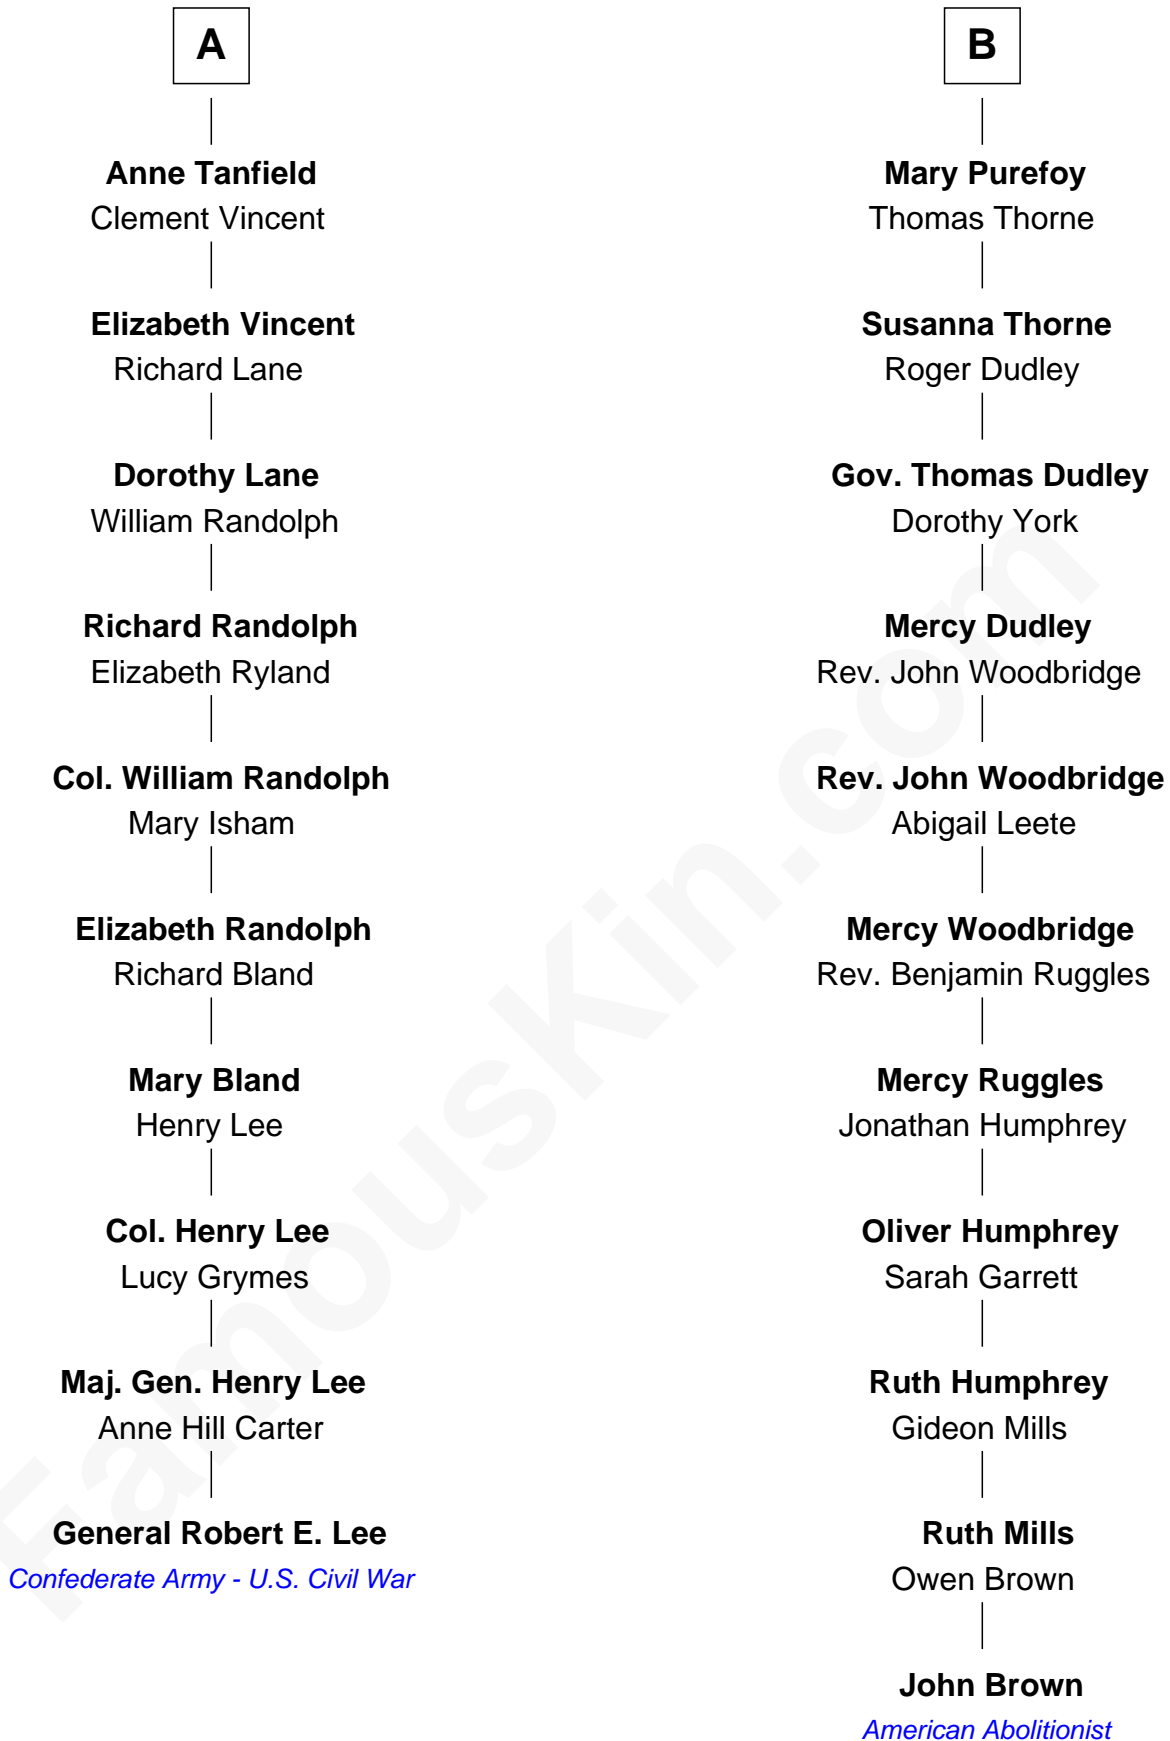 A
Anne Tanfield
Clement Vincent
Elizabeth Vincent
Richard Lane
Dorothy Lane
William Randolph
Richard Randolph
Elizabeth Ryland
Col. William Randolph
Mary Isham
Elizabeth Randolph
Richard Bland
Mary Bland
Henry Lee
Col. Henry Lee
Lucy Grymes
Maj. Gen. Henry Lee
Anne Hill Carter
General Robert E. Lee
Confederate Army - U.S. Civil War
B
Mary Purefoy
Thomas Thorne
Susanna Thorne
Roger Dudley
Gov. Thomas Dudley
Dorothy York
Mercy Dudley
Rev. John Woodbridge
Rev. John Woodbridge
Abigail Leete
Mercy Woodbridge
Rev. Benjamin Ruggles
Mercy Ruggles
Jonathan Humphrey
Oliver Humphrey
Sarah Garrett
Ruth Humphrey
Gideon Mills
Ruth Mills
Owen Brown
John Brown
American Abolitionist
FamousKin.com